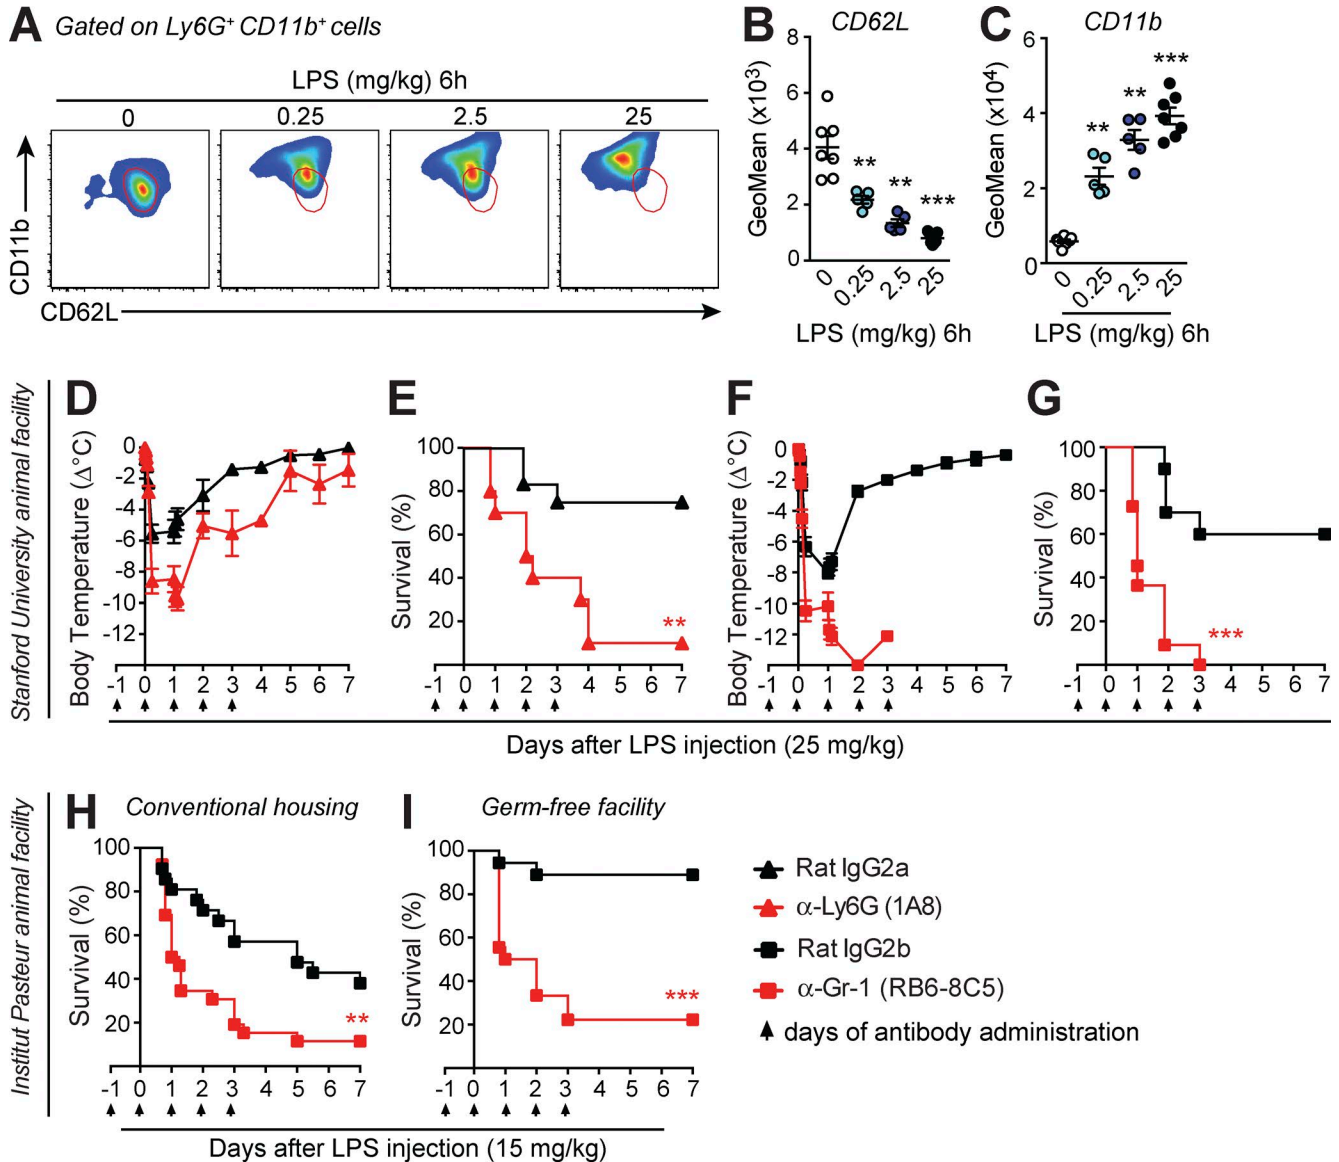 A Gated on Ly6G⁺ CD11b⁺ cells
LPS (mg/kg) 6h
0 0.25 2.5 25
CD11b
CD62L
B CD62L
GeoMean (x10³)
8
6
4
2
0
** ** ***
0 0.25 2.5 25
LPS (mg/kg) 6h
C CD11b
GeoMean (x10⁴)
6
4
2
0
** ** ***
0 0.25 2.5 25
LPS (mg/kg) 6h
Stanford University animal facility
D
Body Temperature (Δ°C)
0
-2
-4
-6
-8
-10
-12
-1 0 1 2 3 4 5 6 7
E
Survival (%)
100
80
60
40
20
**
-1 0 1 2 3 4 5 6 7
F
Body Temperature (Δ°C)
0
-2
-4
-6
-8
-10
-12
-1 0 1 2 3 4 5 6 7
G
Survival (%)
100
80
60
40
20
***
-1 0 1 2 3 4 5 6 7
Days after LPS injection (25 mg/kg)
Institut Pasteur animal facility
H Conventional housing
Survival (%)
100
80
60
40
20
**
-1 0 1 2 3 4 5 6 7
I Germ-free facility
Survival (%)
100
80
60
40
20
***
-1 0 1 2 3 4 5 6 7
Days after LPS injection (15 mg/kg)
Rat IgG2a
α-Ly6G (1A8)
Rat IgG2b
α-Gr-1 (RB6-8C5)
days of antibody administration